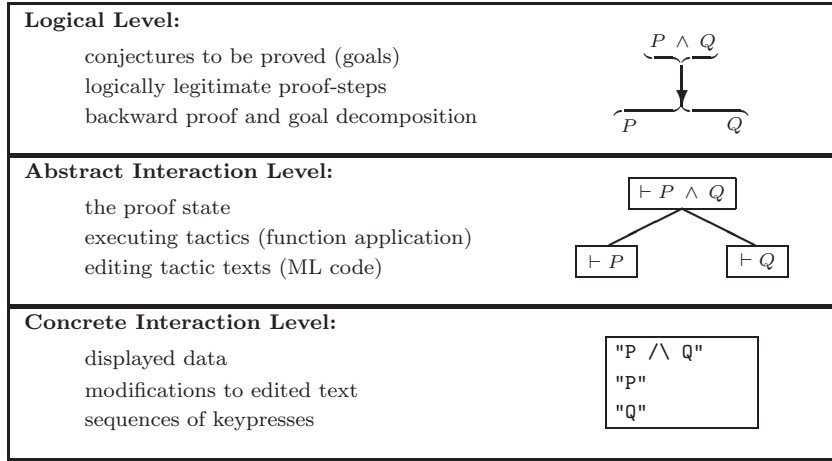 Logical Level:
conjectures to be proved (goals)
logically legitimate proof-steps
backward proof and goal decomposition
P ∧ Q
P
Q
Abstract Interaction Level:
the proof state
executing tactics (function application)
editing tactic texts (ML code)
⊢ P ∧ Q
⊢ P
⊢ Q
Concrete Interaction Level:
displayed data
modifications to edited text
sequences of keypresses
"P /\ Q"
"P"
"Q"